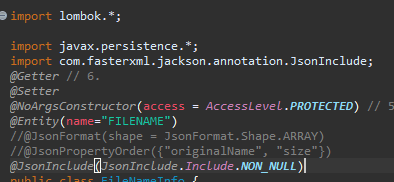 import lombok.*;
import javax.persistence.*;
import com.fasterxml.jackson.annotation.JsonInclude;
@Getter // 6.
@Setter
@NoArgsConstructor(access = AccessLevel.PROTECTED) // 5
@Entity(name="FILENAME")
//@JsonFormat(shape = JsonFormat.Shape.ARRAY)
//@JsonPropertyOrder({"originalName", "size"})
@JsonInclude(JsonInclude.Include.NON_NULL)
public class FileNameInfo {